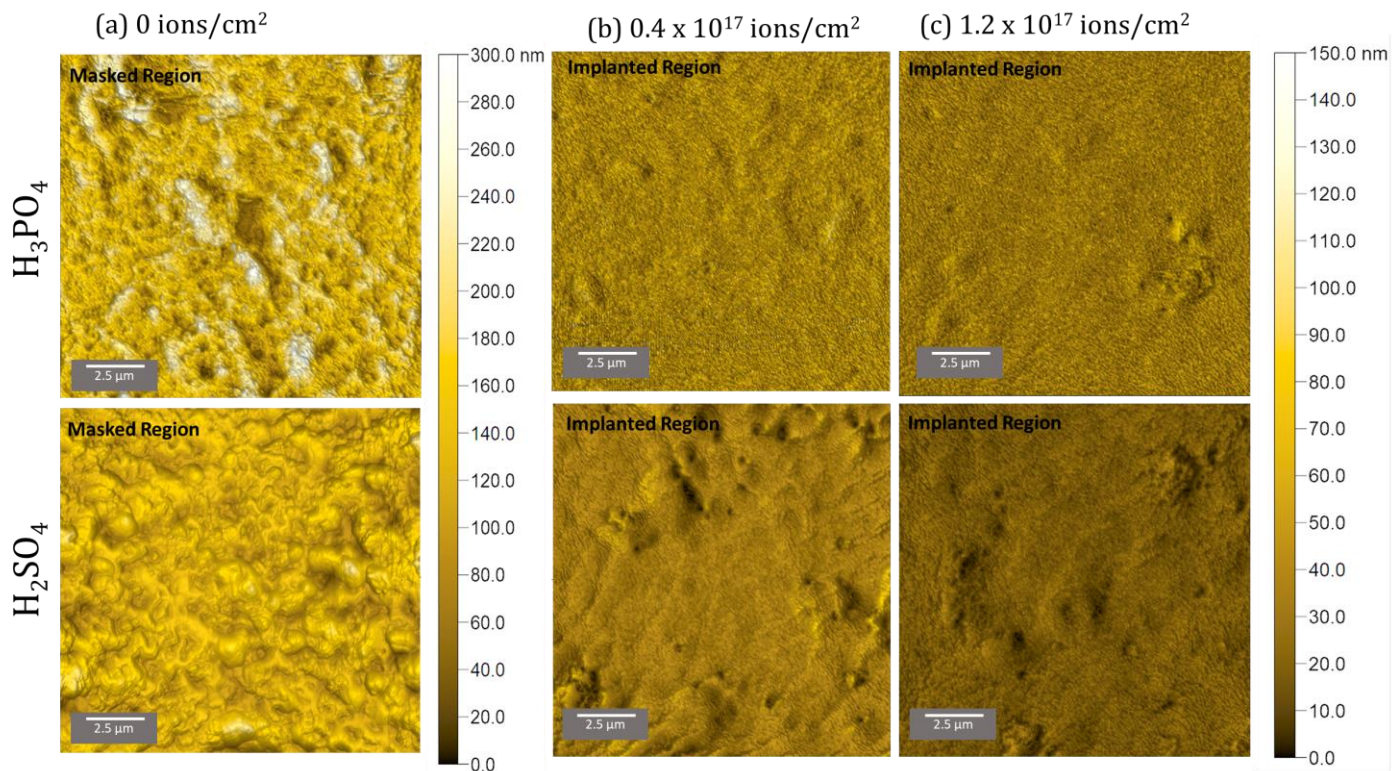 (a) 0 ions/cm²
(b) 0.4 x 10¹⁷ ions/cm²
(c) 1.2 x 10¹⁷ ions/cm²
H₃PO₄
Masked Region
2.5 µm
300.0 nm
280.0
260.0
240.0
220.0
200.0
180.0
160.0
140.0
120.0
100.0
80.0
60.0
40.0
20.0
0.0
Implanted Region
2.5 µm
Implanted Region
2.5 µm
150.0 nm
140.0
130.0
120.0
110.0
100.0
90.0
80.0
70.0
60.0
50.0
40.0
30.0
20.0
10.0
0.0
H₂SO₄
Masked Region
2.5 µm
Implanted Region
2.5 µm
Implanted Region
2.5 µm